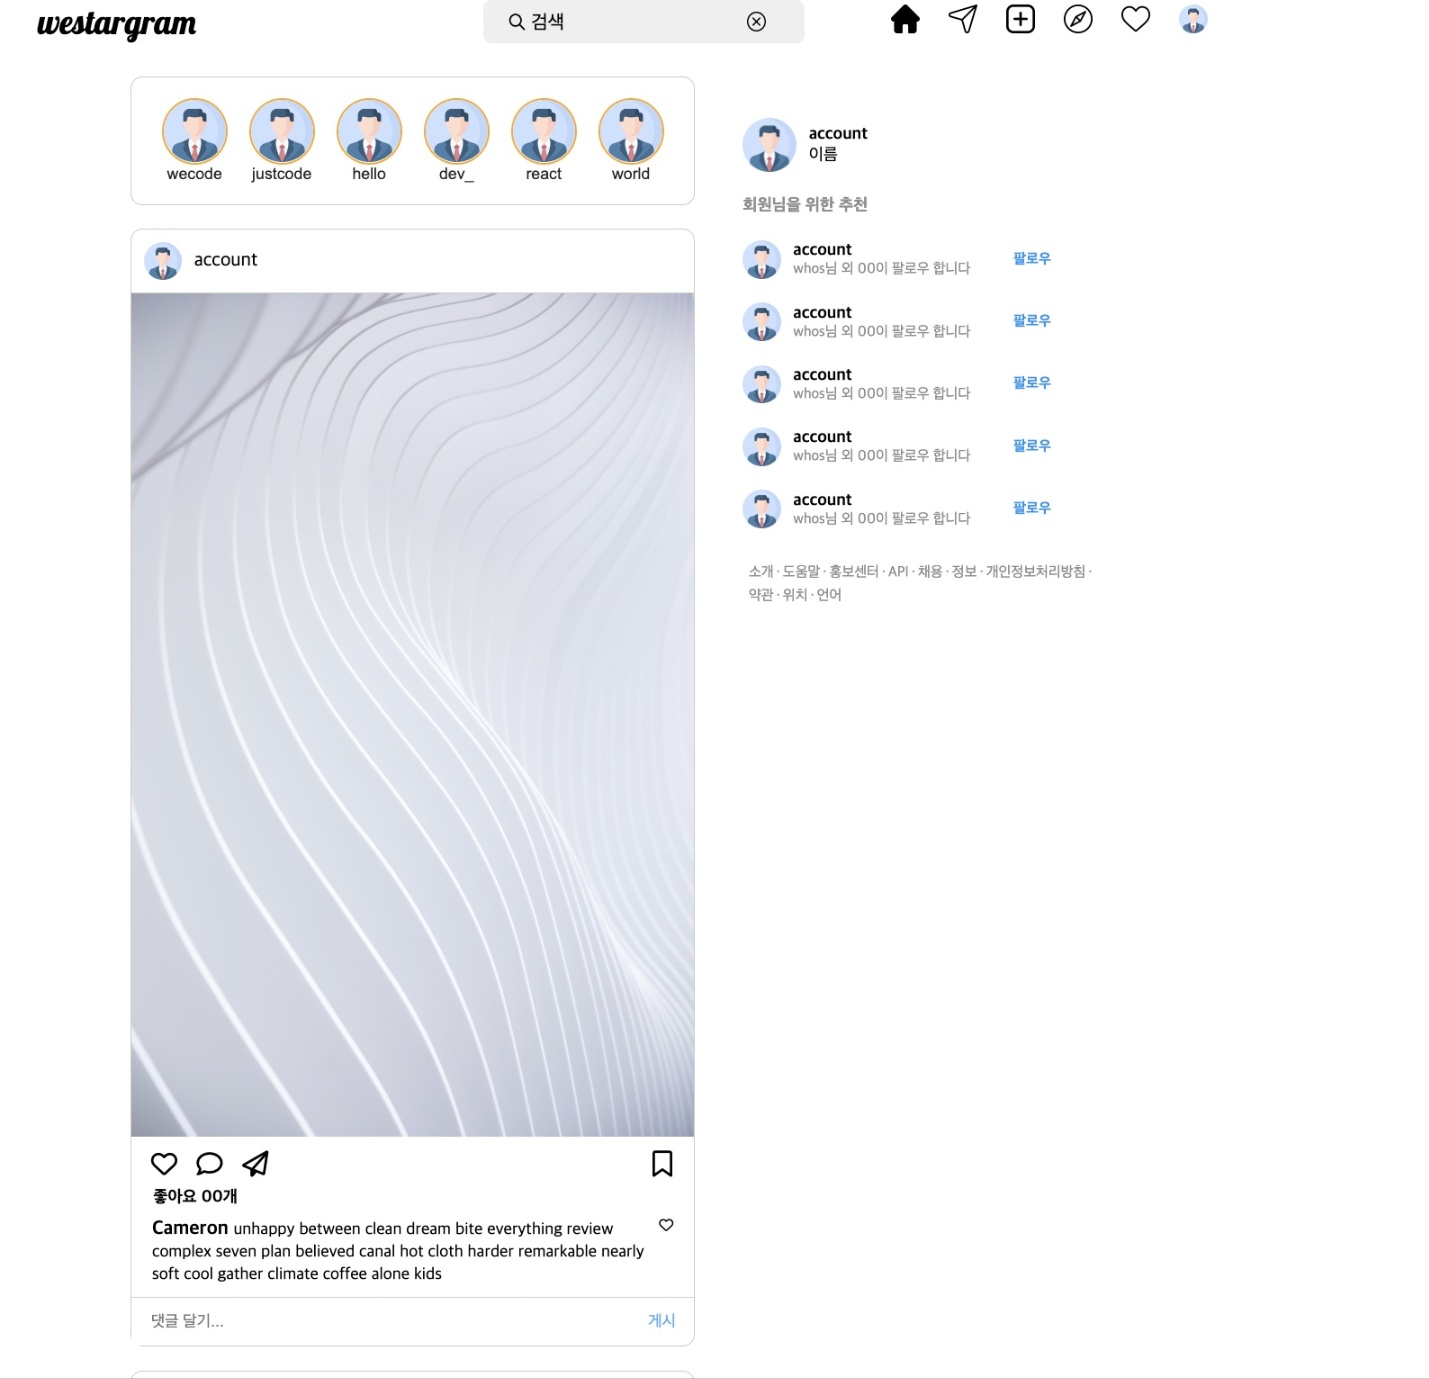 westargram
검색
wecode justcode hello dev_ react world
account
이름
회원님을 위한 추천
account
whos님 외 00이 팔로우 합니다
팔로우
account
whos님 외 00이 팔로우 합니다
팔로우
account
whos님 외 00이 팔로우 합니다
팔로우
account
whos님 외 00이 팔로우 합니다
팔로우
account
whos님 외 00이 팔로우 합니다
팔로우
소개 · 도움말 · 홍보센터 · API · 채용 · 정보 · 개인정보처리방침 ·
약관 · 위치 · 언어
account
좋아요 00개
Cameron unhappy between clean dream bite everything review
complex seven plan believed canal hot cloth harder remarkable nearly
soft cool gather climate coffee alone kids
댓글 달기...
게시